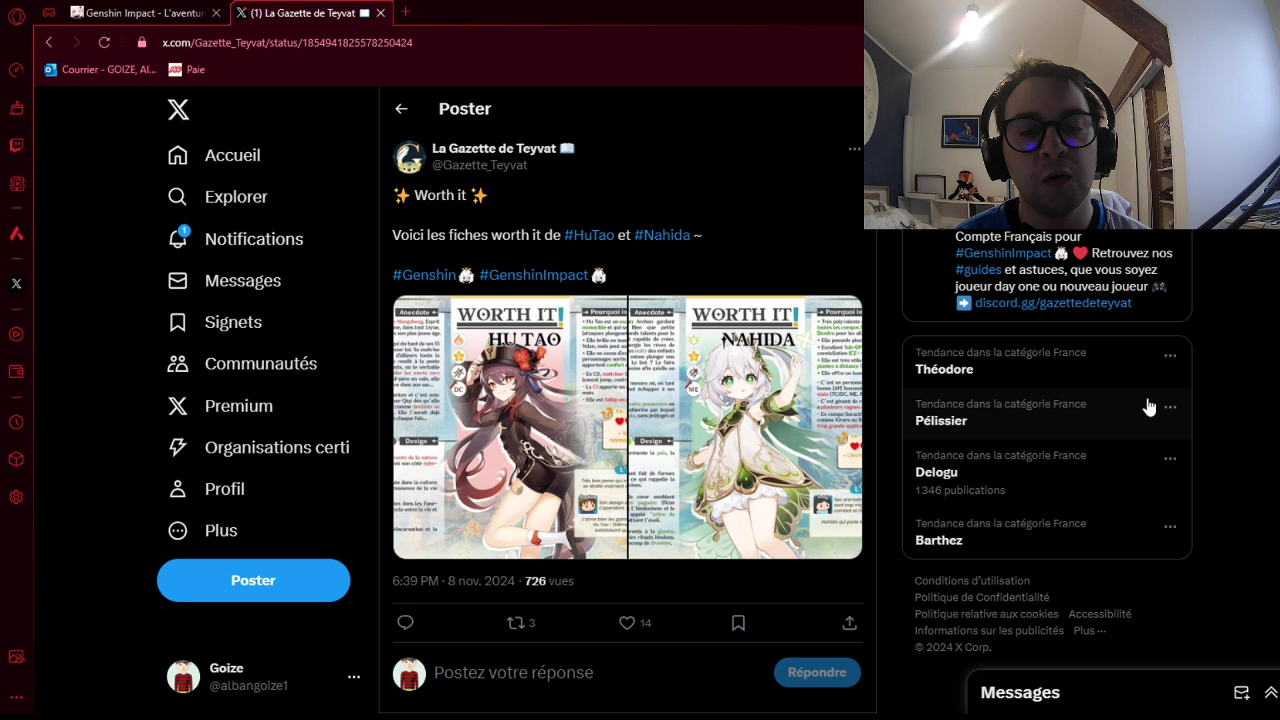 Genshin Impact - L'aventur
(1) La Gazette de Teyvat
x.com/Gazette_Teyvat/status/1854941825578250424
Courrier - GOIZE, Al...
Paie
Accueil
Explorer
1
Notifications
Messages
Signets
Communautés
Premium
Organisations certi
Profil
Plus
Poster
Goize
@albangoize1
Poster
La Gazette de Teyvat
@Gazette_Teyvat
✨ Worth it ✨
Voici les fiches worth it de #HuTao et #Nahida ~
#Genshin #GenshinImpact
Anecdote
WORTH IT!
HU TAO
Pourquoi
DC
Design
Anecdote
WORTH IT!
NAHIDA
Pourquoi
ME
Design
6:39 PM · 8 nov. 2024 · 726 vues
3
14
Postez votre réponse
Répondre
Compte Français pour
#GenshinImpact ❤️ Retrouvez nos
#guides et astuces, que vous soyez
joueur day one ou nouveau joueur 🎮
➡️ discord.gg/gazettedeteyvat
Tendance dans la catégorie France
Théodore
Tendance dans la catégorie France
Pélissier
Tendance dans la catégorie France
Delogu
1 346 publications
Tendance dans la catégorie France
Barthez
Conditions d'utilisation
Politique de Confidentialité
Politique relative aux cookies Accessibilité
Informations sur les publicités Plus ···
© 2024 X Corp.
Messages